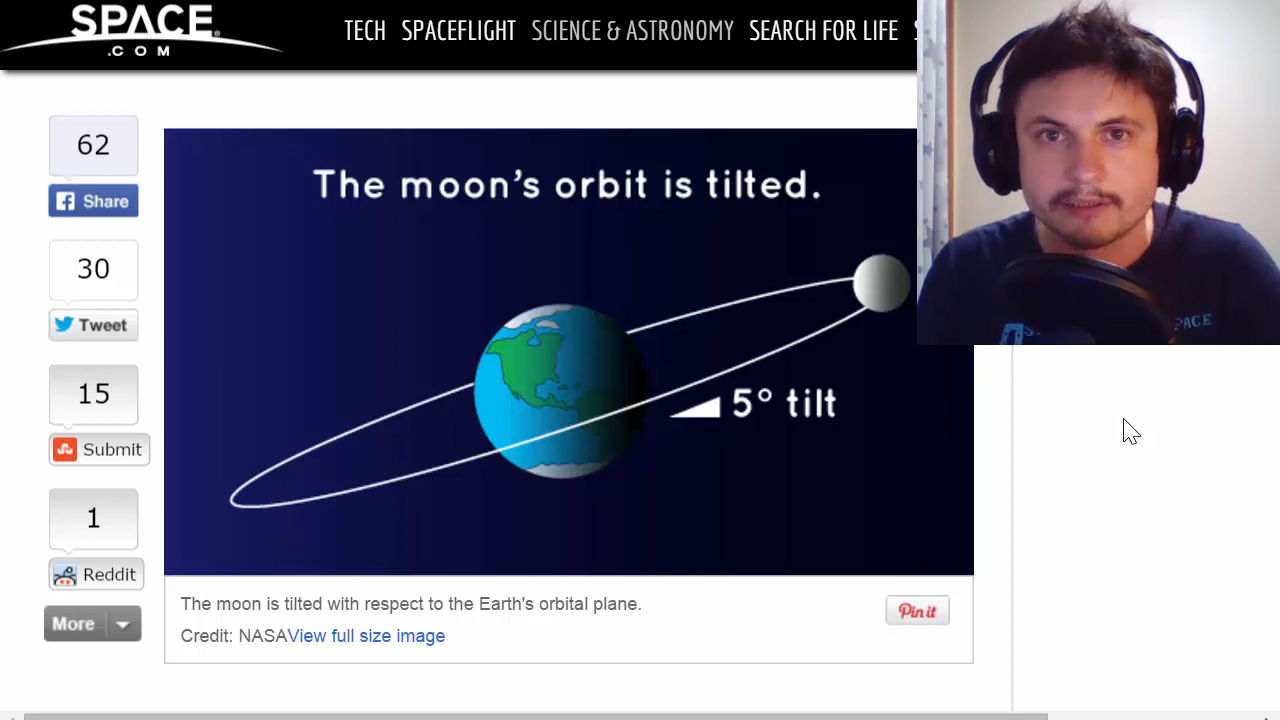 SPACE
.COM
TECH SPACEFLIGHT SCIENCE & ASTRONOMY SEARCH FOR LIFE
62
Share
The moon's orbit is tilted.
30
Tweet
5° tilt
15
Submit
1
Reddit
The moon is tilted with respect to the Earth's orbital plane.
Pin it
More
Credit: NASAView full size image
PACE